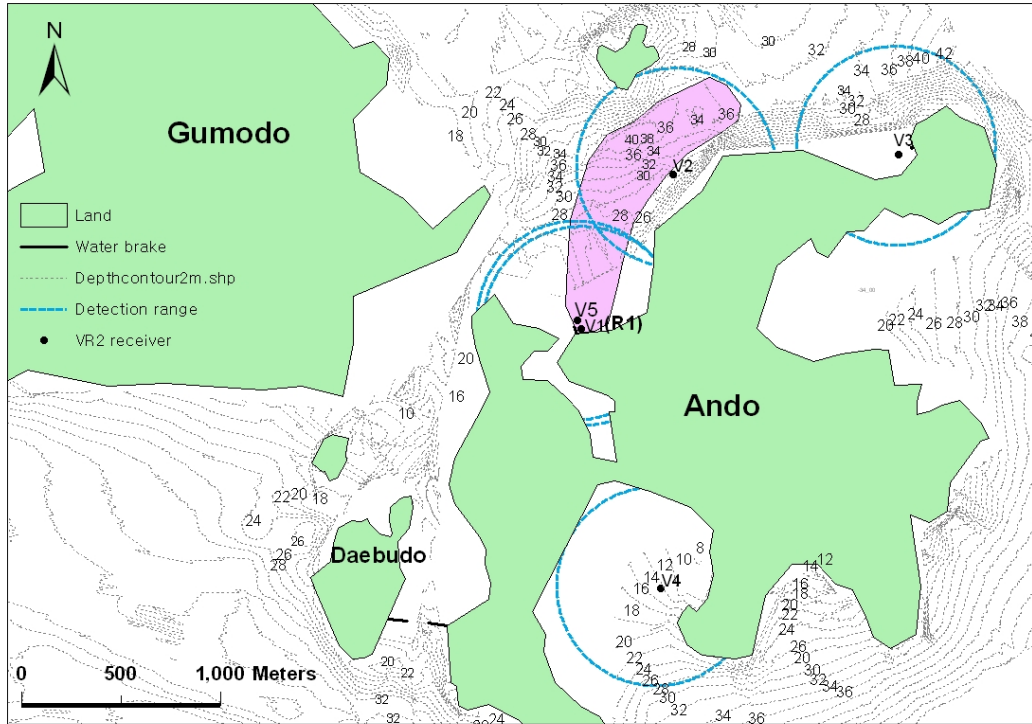 N
Gumodo
Land
Water brake
Depthcontour2m.shp
Detection range
VR2 receiver
V2
V3
V5
V1(R1)
Ando
Daebudo
V4
0 500 1,000 Meters
28 30 30 32 34 36 38 40 42
34 32 30 28
22 24 20 26 18 28 30 32 34 36 34 32 30 28
36 34 36 40 38 36 34 32 30 28 26
-34_00
20 22 24 26 28 30 32 34 36 38
20
16
10
22 20 18
24
26
26
28
8 10 12 14 16 18
20 22 24 26 28 30 32 34 36
12 14 16 20 22 24 26 20 30 32 34 36
20 22 32 32 24